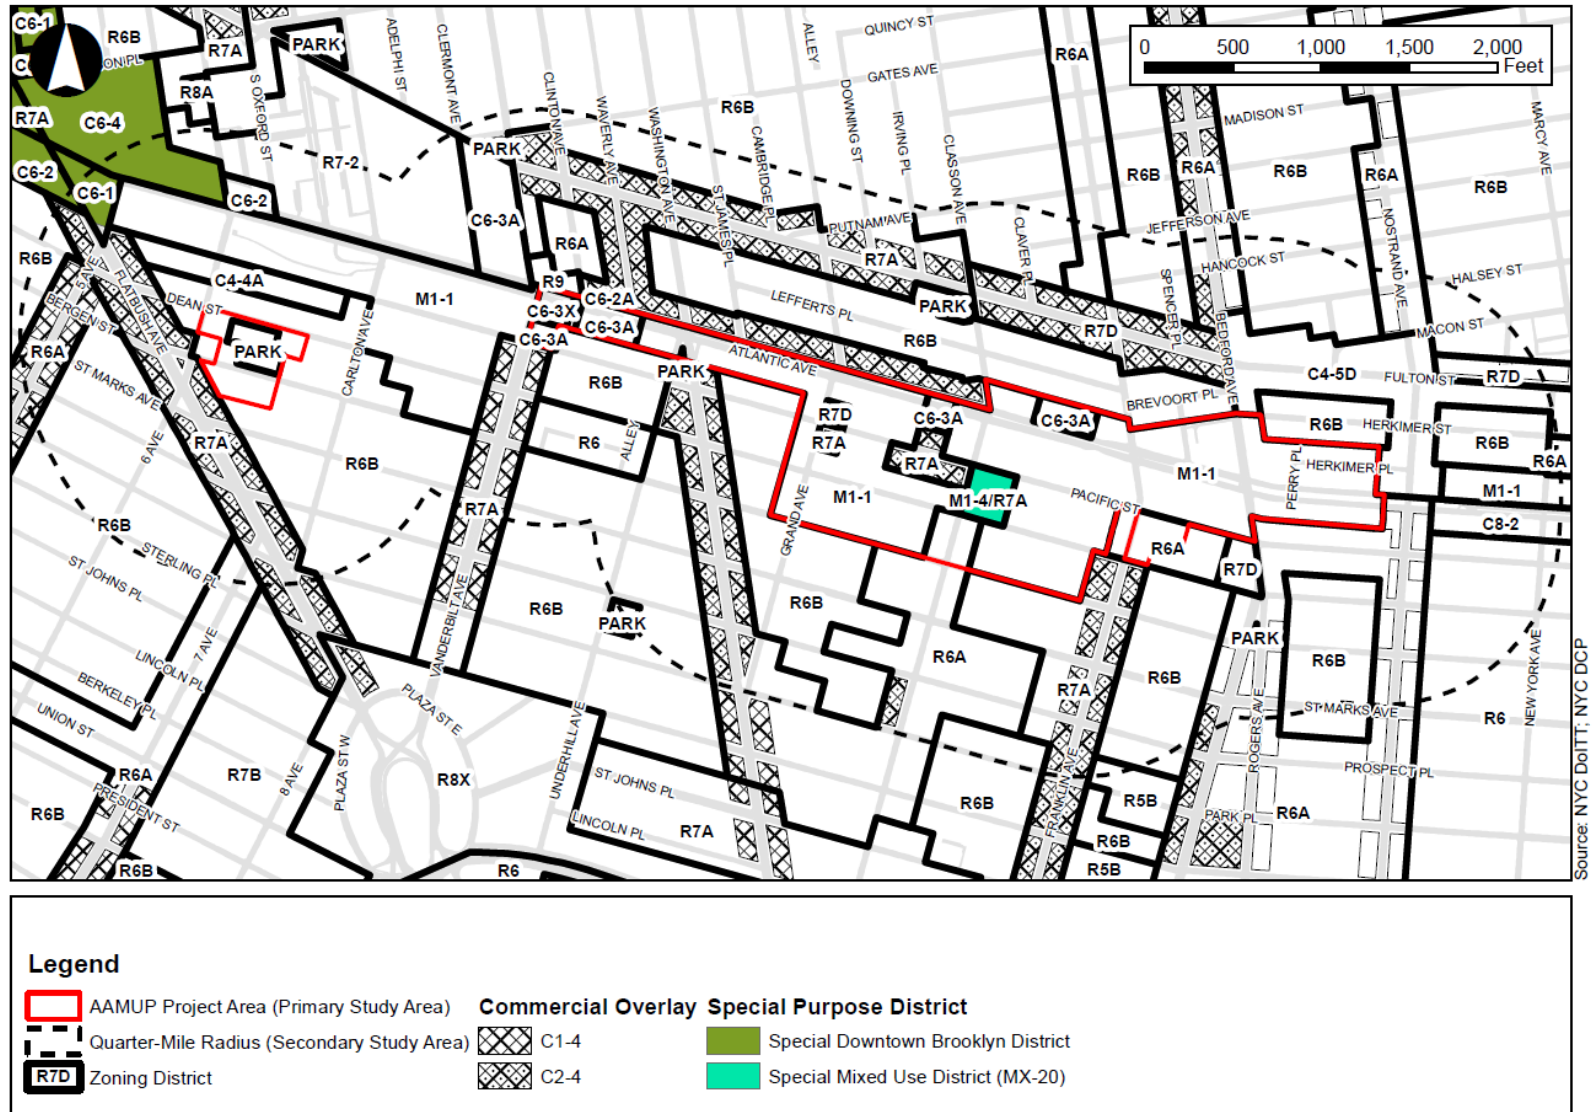 C6-1
R6B
R7A
PARK
ADELPHI ST
CLERMONT AVE
ALLEY
QUINCY ST
R6A
0 500 1,000 1,500 2,000
Feet
ON PL
R8A
S OXFORD ST
CLINTON AVE
WAVERLY AVE
WASHINGTON AVE
R6B
GATES AVE
DOWNING ST
IRVING PL
MADISON ST
MARCY AVE
R7A
C6-4
R7-2
PARK
CAMBRIDGE PL
CLASSON AVE
R6B
R6A
R6B
R6A
R6B
C6-2
C6-1
C6-2
C6-3A
R6A
ST JAMES PL
PUTNAM AVE
CLAVER PL
JEFFERSON AVE
NOSTRAND AVE
R6B
5 AVE
FLATBUSH AVE
C4-4A
R7A
HANCOCK ST
HALSEY ST
DEAN ST
M1-1
R9
C6-2A
LEFFERTS PL
PARK
SPENCER PL
BERGEN ST
C6-3X
C6-3A
R7D
BEDFORD AVE
MACON ST
R6A
PARK
CARLTON AVE
C6-3A
R6B
ATLANTIC AVE
ST MARKS AVE
R6B
PARK
C4-5D
FULTON ST
R7D
BREVOORT PL
R7D
C6-3A
C6-3A
R6B
HERKIMER ST
R6B
6 AVE
R7A
R6
ALLEY
R7A
R6B
R7A
M1-1
PERRY PL
HERKIMER PL
R6A
M1-1
R7A
M1-1
M1-4/R7A
PACIFIC ST
M1-1
R6B
GRAND AVE
C8-2
STERLING PL
R6A
ST JOHNS PL
VANDERBILT AVE
R7D
R6B
PARK
R6B
PARK
7 AVE
R6A
R6B
LINCOLN PL
R6B
BERKELEY PL
PLAZA ST E
R7A
NEW YORK AVE
UNION ST
UNDERHILL AVE
ROGERS AVE
ST MARKS AVE
R6
R6A
R7B
8 AVE
PLAZA ST W
R8X
ST JOHNS PL
PROSPECT PL
R6B
PRESIDENT ST
LINCOLN PL
R7A
R6B
FRANKLIN AVE
R5B
PARK PL
R6A
R6B
R6B
R6
R5B
Source: NYC DoITT; NYC DCP
Legend
AAMUP Project Area (Primary Study Area)
Quarter-Mile Radius (Secondary Study Area)
R7D Zoning District
Commercial Overlay
C1-4
C2-4
Special Purpose District
Special Downtown Brooklyn District
Special Mixed Use District (MX-20)